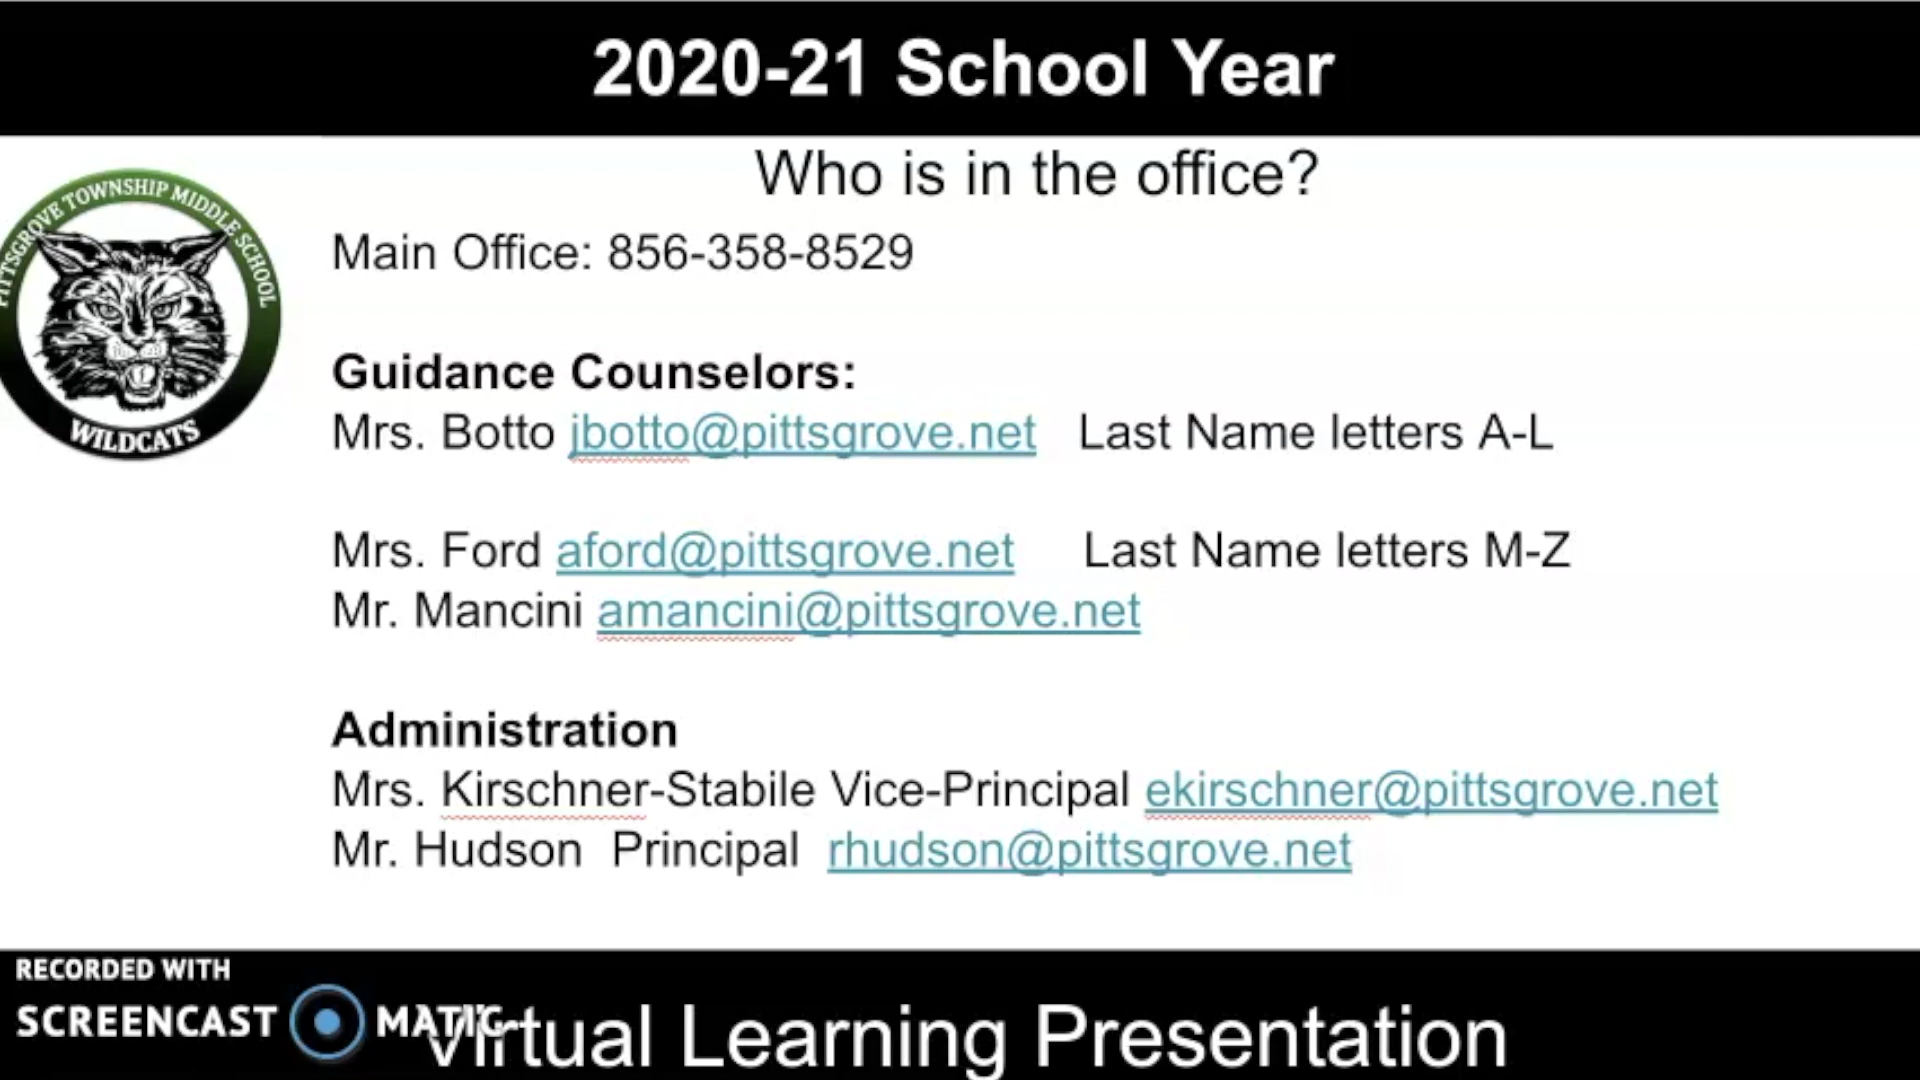 2020-21 School Year
Who is in the office?
PITTSGROVE TOWNSHIP MIDDLE SCHOOL
WILDCATS
Main Office: 856-358-8529
Guidance Counselors:
Mrs. Botto jbotto@pittsgrove.net Last Name letters A-L
Mrs. Ford aford@pittsgrove.net Last Name letters M-Z
Mr. Mancini amancini@pittsgrove.net
Administration
Mrs. Kirschner-Stabile Vice-Principal ekirschner@pittsgrove.net
Mr. Hudson Principal rhudson@pittsgrove.net
RECORDED WITH
SCREENCAST MATIC
Virtual Learning Presentation